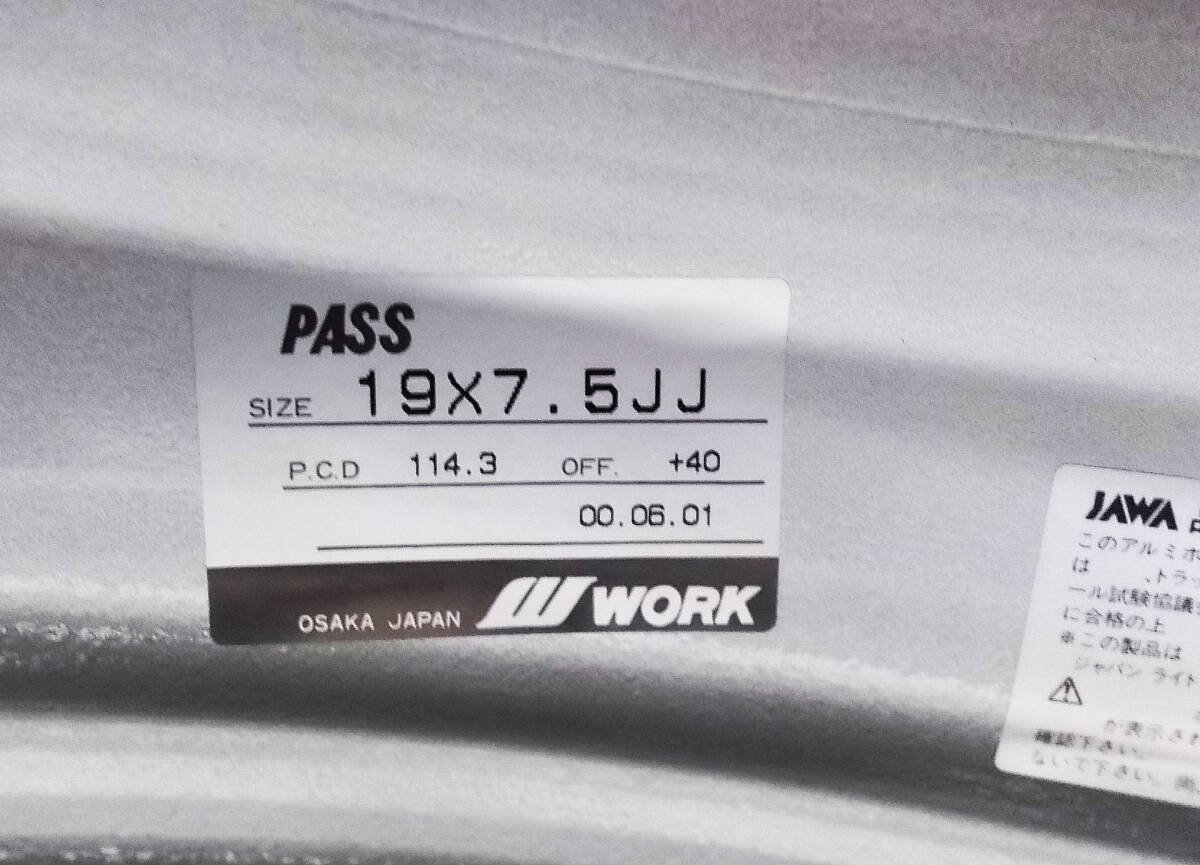 PASS
SIZE 19X7.5JJ
P.C.D 114.3 OFF. +40
00.06.01
OSAKA JAPAN WORK
JAWA
このアルミホ
は 、トラッ
ール試験協議
に合格の上
※この製品は
ジャパン ライト
が表示され
確認下さい。
ないで下さい。尚